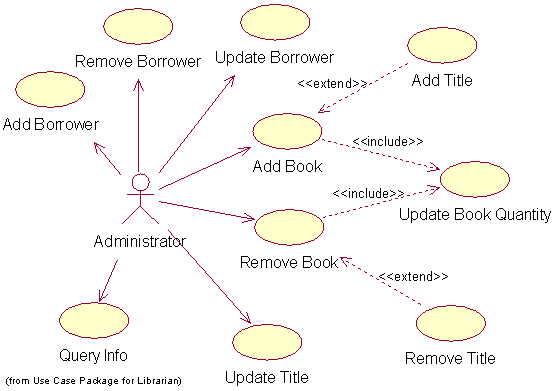 Remove Borrower
Update Borrower
Add Title
<<extend>>
Add Borrower
Add Book
<<include>>
<<include>>
Update Book Quantity
Administrator
Remove Book
<<extend>>
Query Info
Update Title
Remove Title
(from Use Case Package for Librarian)